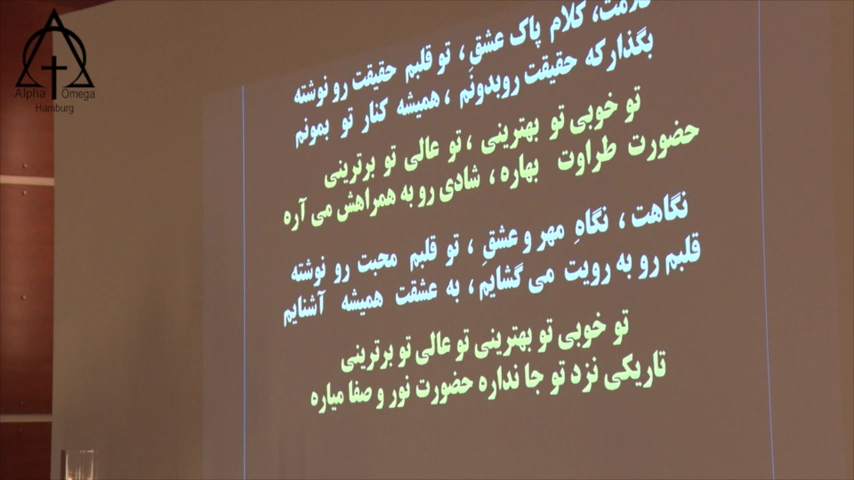 کلامت، کلام پاک عشقِ، تو قلبم حقیقت رو نوشته
بگذار که حقیقت رو بدونم، همیشه کنار تو بمونم
تو خوبی تو بهترینی، تو عالی تو برترینی
حضورت طراوت بهاره، شادی رو به همراهش می آره
نگاهت، نگاهِ مهر و عشقِ، تو قلبم محبت رو نوشته
قلبم رو به رویت می گشایم، به عشقت همیشه آشنایم
تو خوبی تو بهترینی تو عالی تو برترینی
تاریکی نزد تو جا نداره حضورت نور و صفا میاره
Alpha Omega
Hamburg